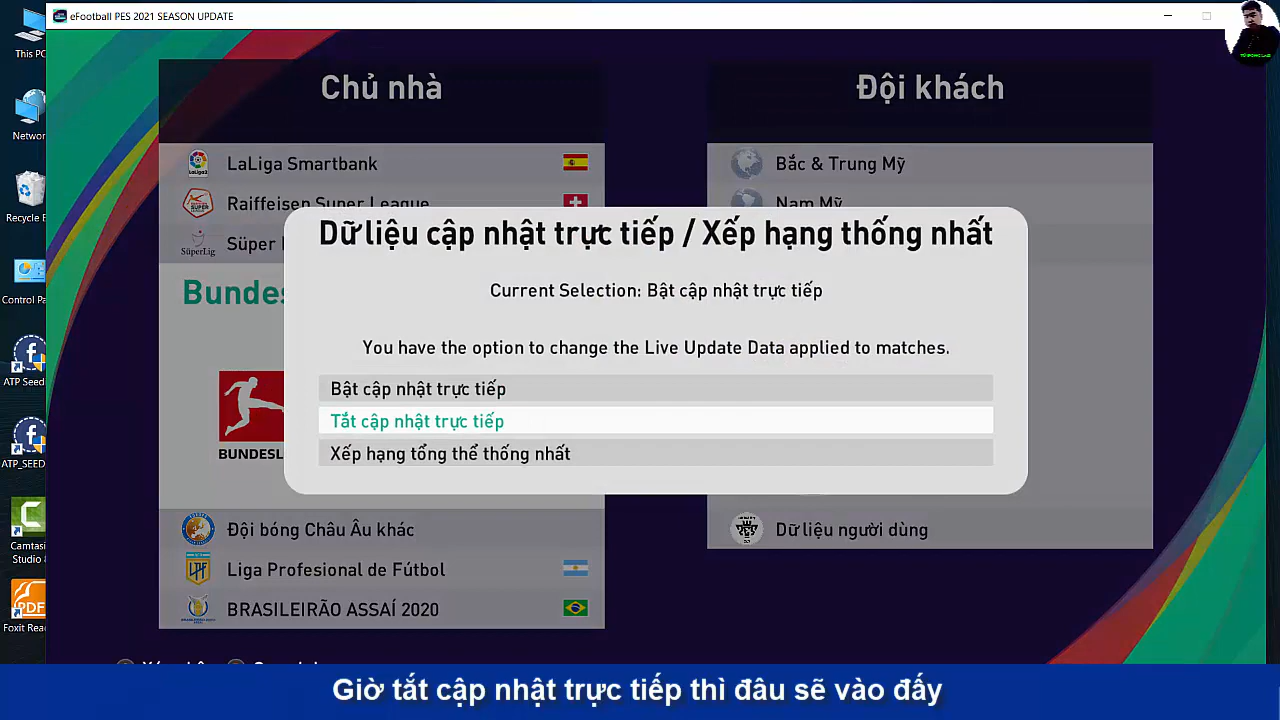 eFootball PES 2021 SEASON UPDATE
This PC
Network
Recycle B
Control Pa
ATP Seed
ATP_SEED
Camtas
Studio
Foxit Rea
Chủ nhà
LaLiga Smartbank
Raiffeisen Super League
Süper
Bundes
BUNDESL
Đội bóng Châu Âu khác
Liga Profesional de Fútbol
BRASILEIRÃO ASSAÍ 2020
Đội khách
Bắc & Trung Mỹ
Nam Mỹ
Dữ liệu người dùng
Dữ liệu cập nhật trực tiếp / Xếp hạng thống nhất
Current Selection: Bật cập nhật trực tiếp
You have the option to change the Live Update Data applied to matches.
Bật cập nhật trực tiếp
Tắt cập nhật trực tiếp
Xếp hạng tổng thể thống nhất
Giờ tắt cập nhật trực tiếp thì đâu sẽ vào đấy